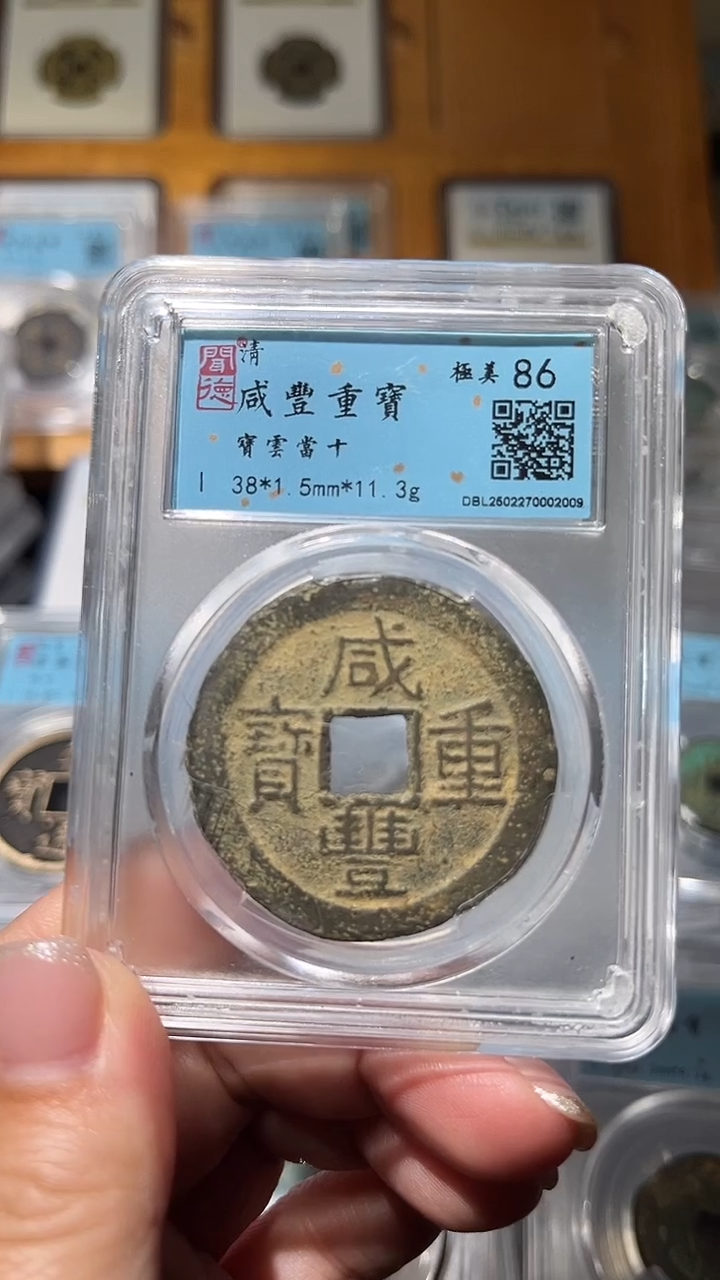 清
聞德
咸豐重寶
極美 86
寶雲當十
38*1.5mm*11.3g
DBL2502270002009
咸
寶 重
豐